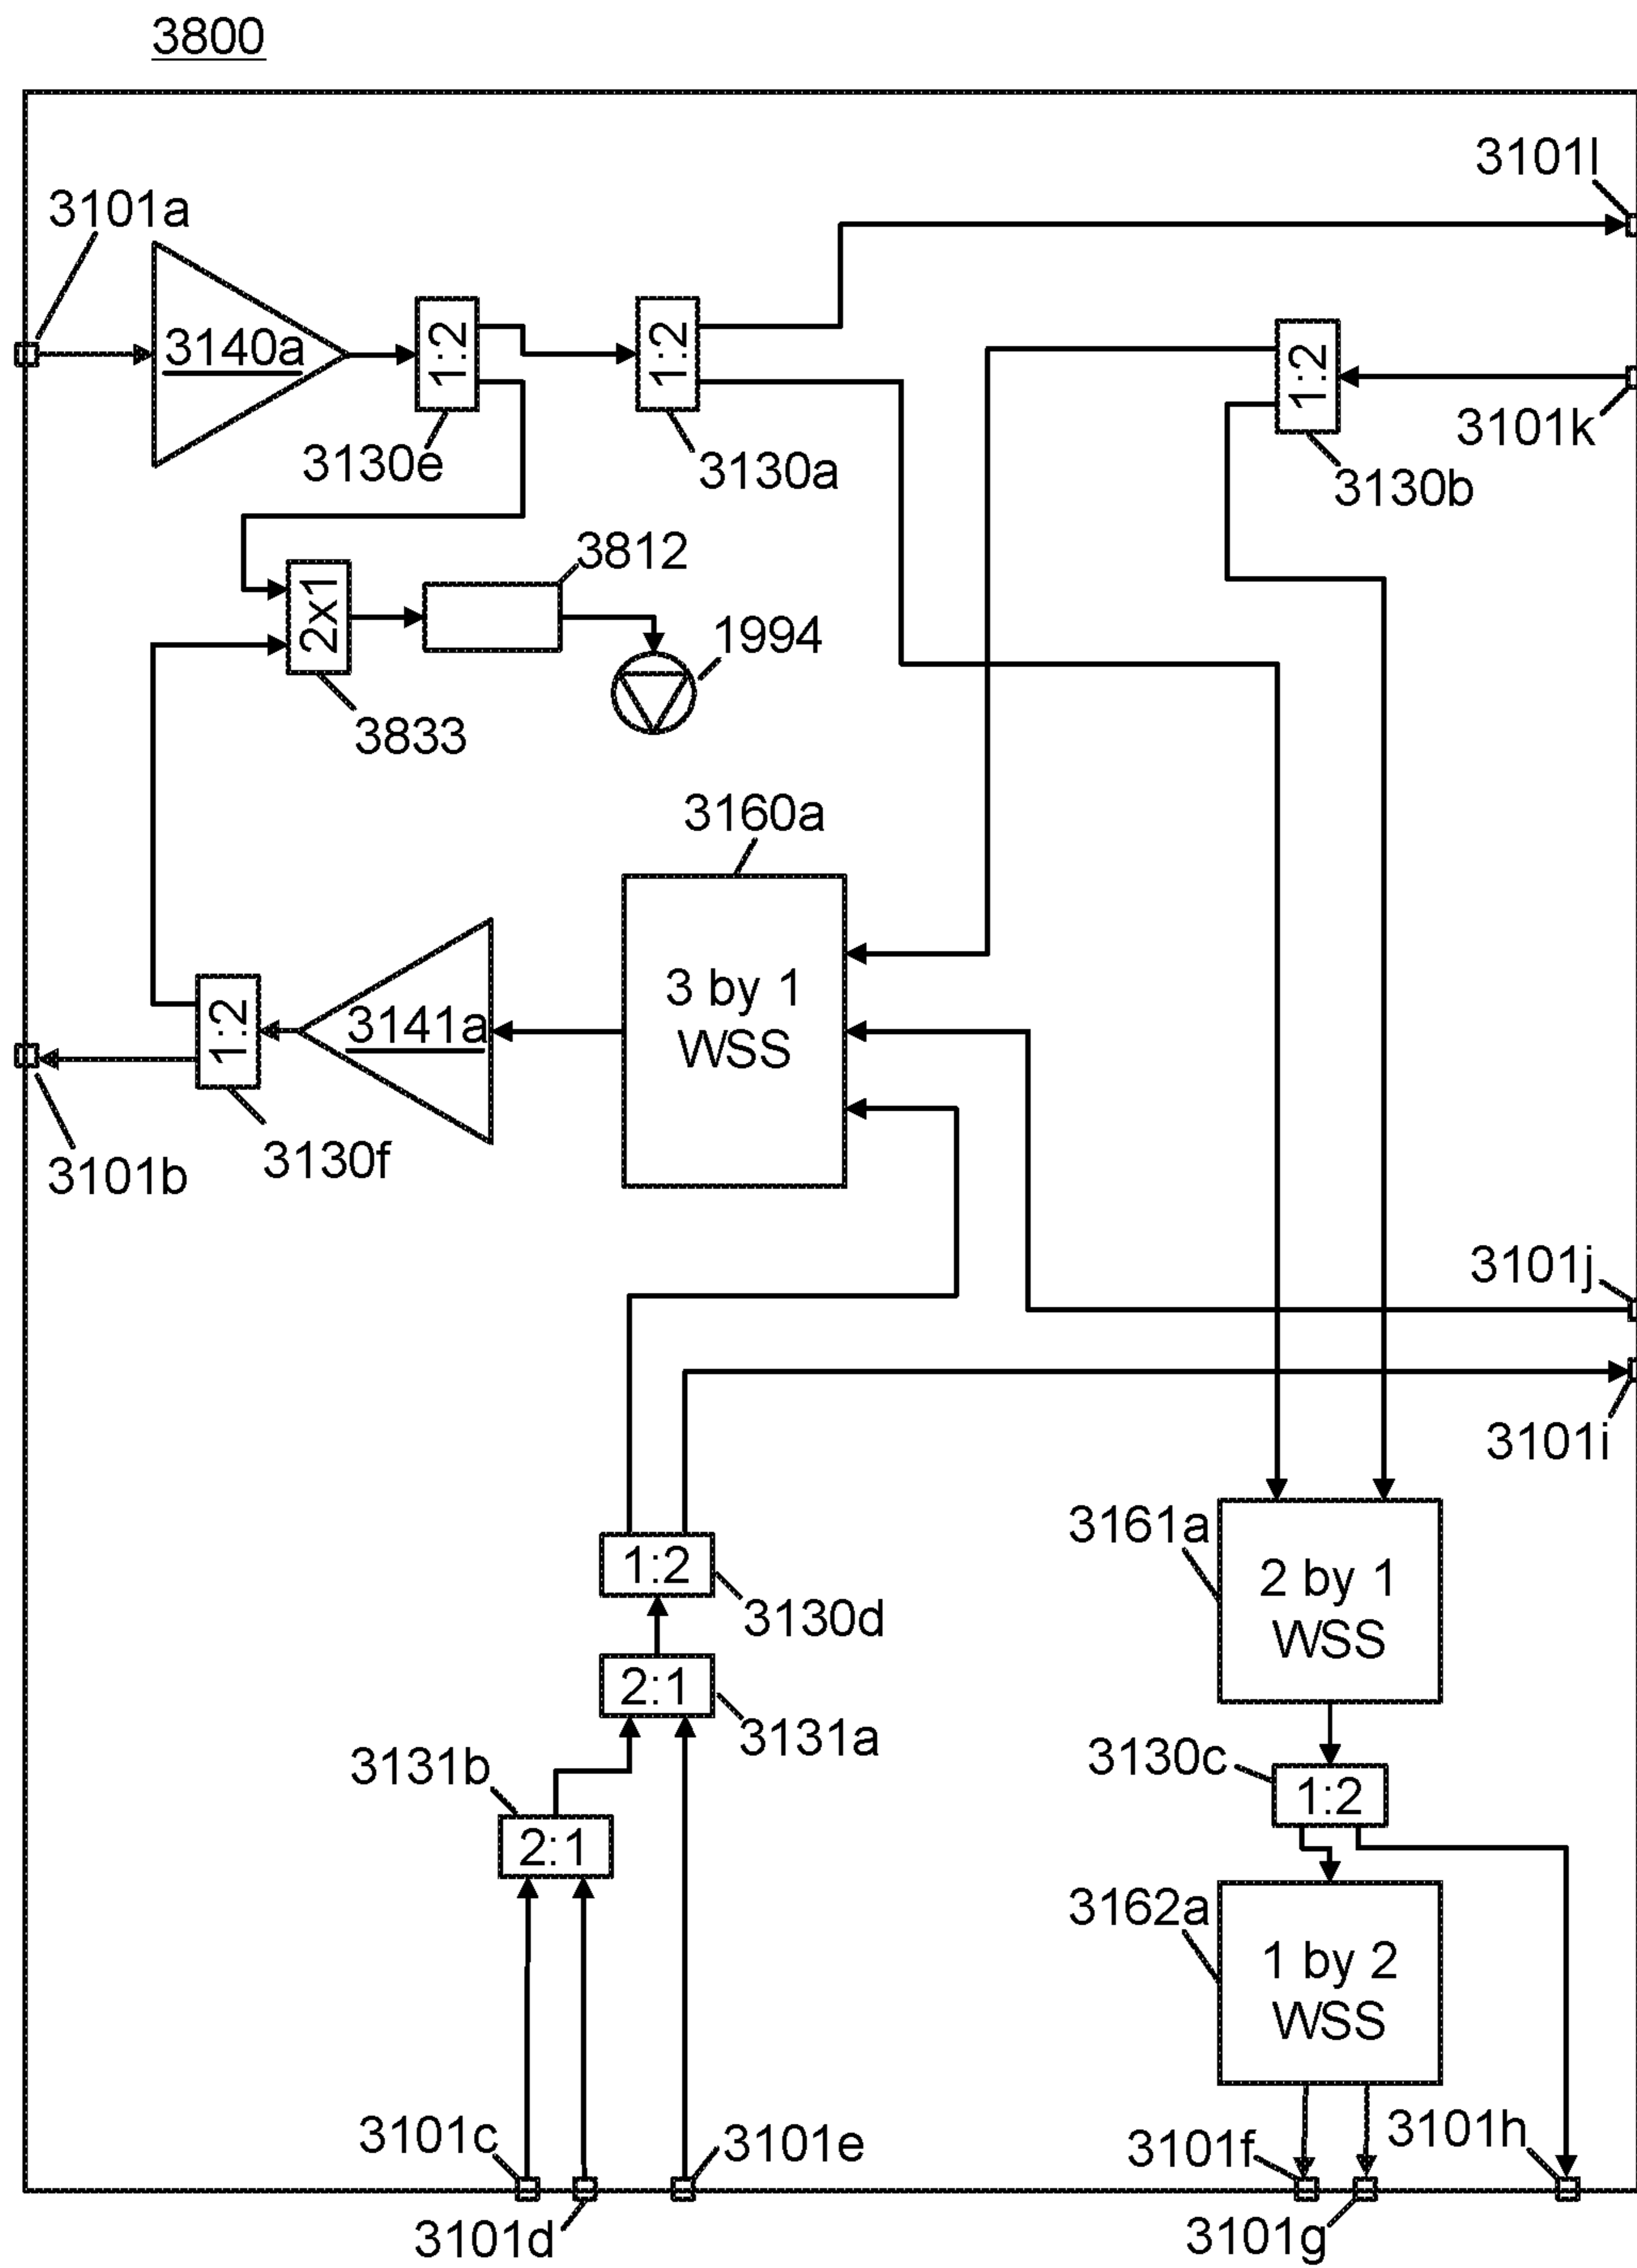 3800
3101l
3101a
3140a
1:2
1:2
1:2
3130e
3130a
3101k
3130b
3812
2x1
1994
3833
3160a
3 by 1
WSS
3141a
1:2
3101b
3130f
3101j
3101i
3161a
2 by 1
WSS
1:2
3130d
2:1
3131a
3131b
3130c
1:2
2:1
3162a
1 by 2
WSS
3101c
3101e
3101f
3101h
3101d
3101g